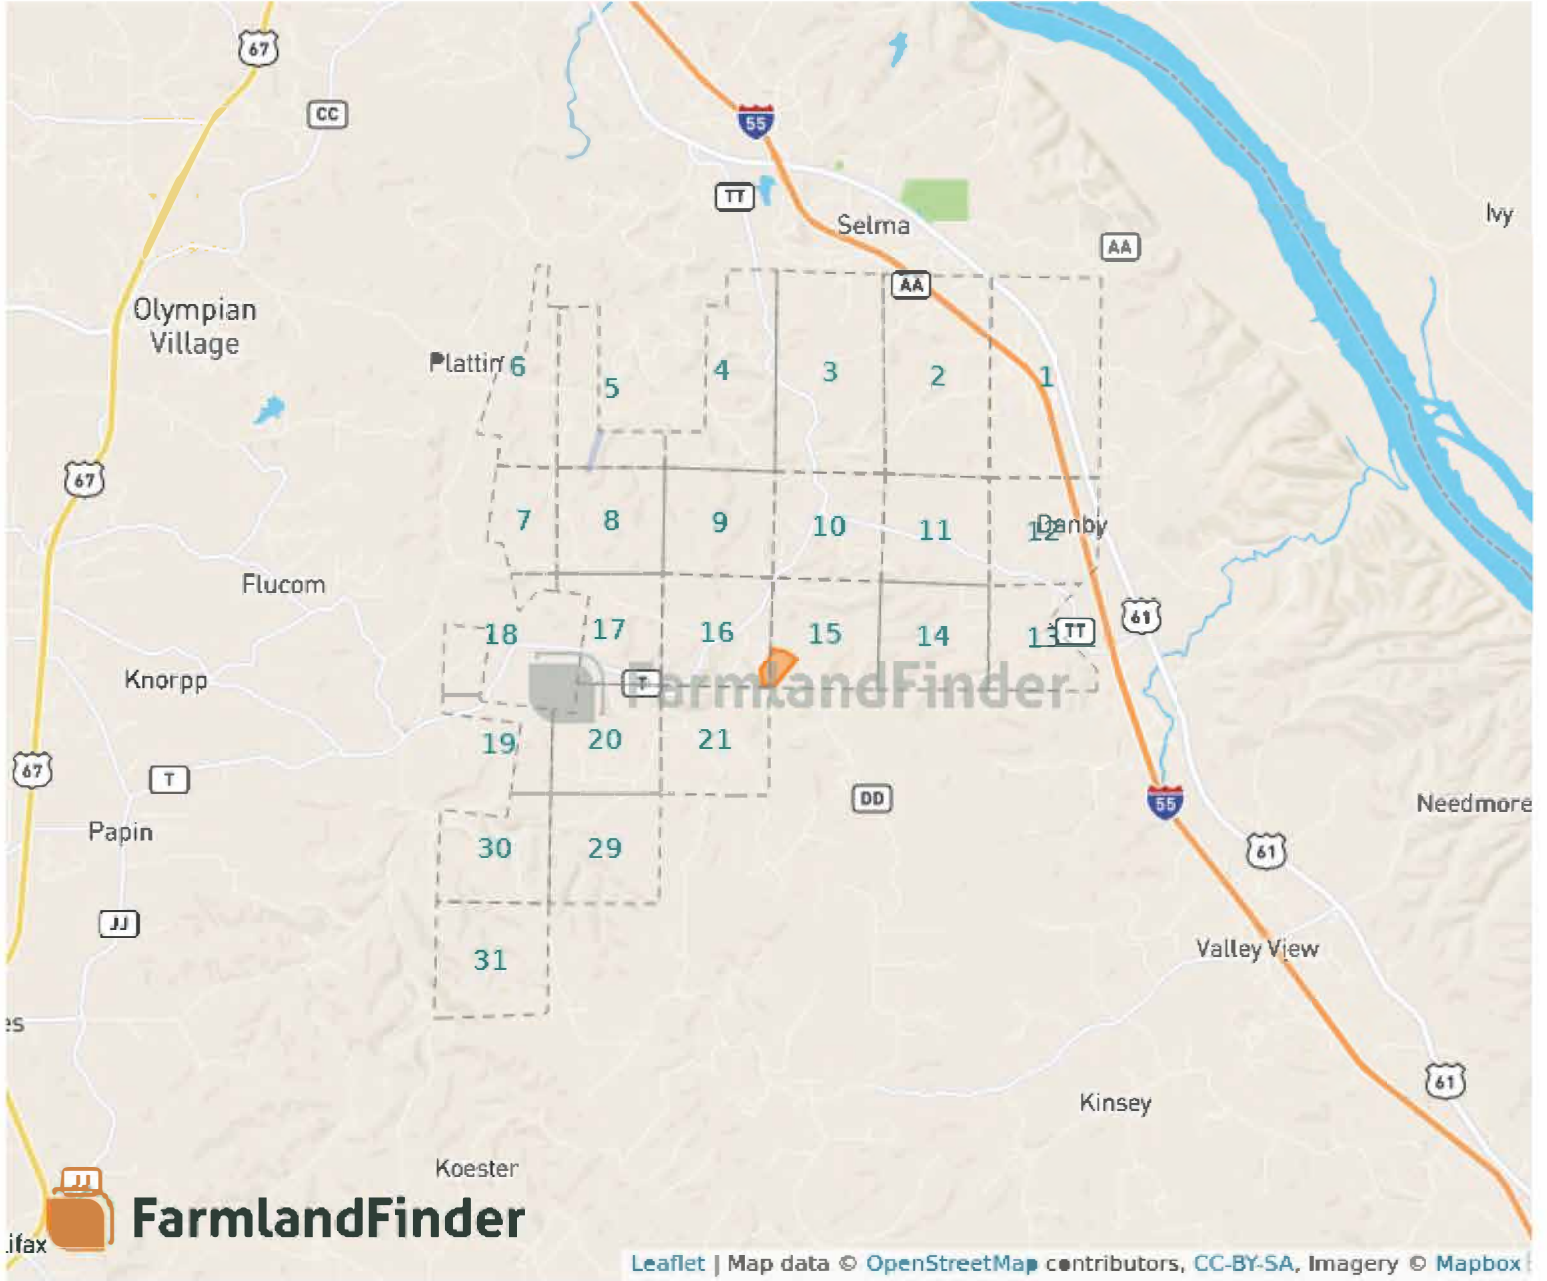 67
CC
55
TT
Selma
Ivy
AA
AA
Olympian
Village
Plattin
6
5
4
3
2
1
67
7
8
9
10
11
12
Danby
Flucom
61
18
17
16
15
14
13
TT
Knorpp
T
FarmlandFinder
19
20
21
67
T
DD
55
Needmore
Papin
30
29
61
JJ
Valley View
31
es
61
Kinsey
Koester
JJ
FarmlandFinder
ifax
Leaflet | Map data © OpenStreetMap contributors, CC-BY-SA, Imagery © Mapbox